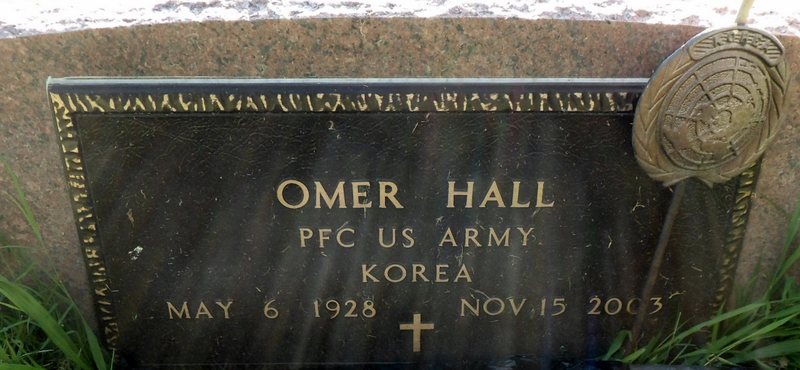 OMER HALL
PFC US ARMY
KOREA
MAY 6 1928 NOV 15 2003